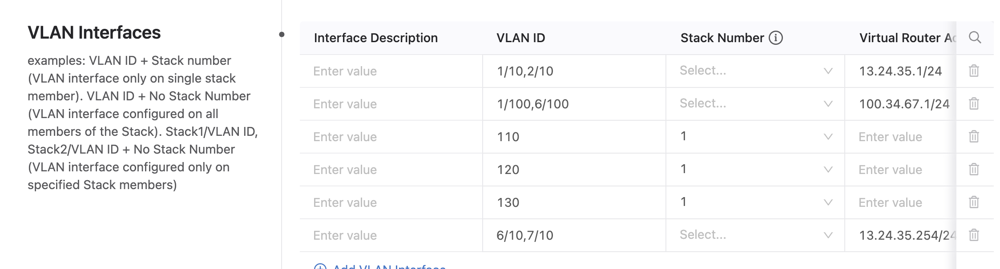 VLAN Interfaces
examples: VLAN ID + Stack number
(VLAN interface only on single stack
member). VLAN ID + No Stack Number
(VLAN interface configured on all
members of the Stack). Stack1/VLAN ID,
Stack2/VLAN ID + No Stack Number
(VLAN interface configured only on
specified Stack members)
Interface Description VLAN ID Stack Number Virtual Router
Enter value 1/10,2/10 Select... 13.24.35.1/24
Enter value 1/100,6/100 Select... 100.34.67.1/24
Enter value 110 1 Enter value
Enter value 120 1 Enter value
Enter value 130 1 Enter value
Enter value 6/10,7/10 Select... 13.24.35.254/24
Add VLAN Interface